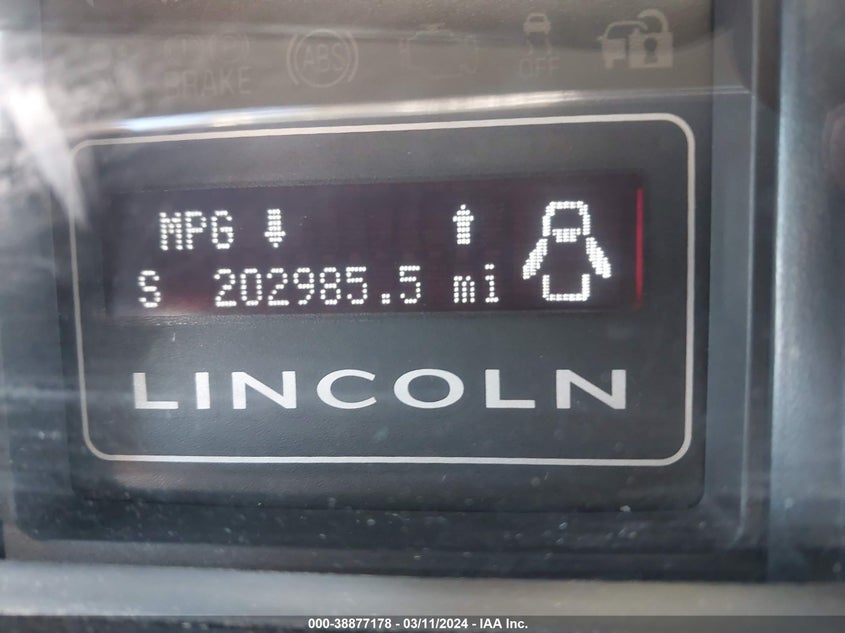 BRAKE ABS OFF
MPG
S 202985.5 mi
LINCOLN
000-38877178 - 03/11/2024 - IAA Inc.